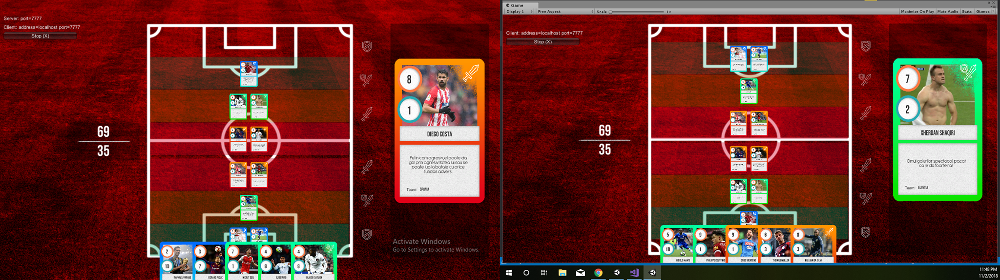 Server: port=7777
Client: address=localhost port=7777
Stop (X)
69
35
8
1
DIEGO COSTA
Putin cam agresiv, el poate da
gol prin agresivitatea lui sau se
poate lua la bataie cu orice
fundas advers.
Team: SPANIA
Activate Windows
Go to Settings to activate Windows.
2
10
RAPHAEL VARANE
3
7
GERARD PIQUE
7
1
MESUT OZIL
4
8
CASEMIRO
4
8
BLAISE MATUIDI
Game
Display 1
Free Aspect
Scale
1x
Maximize On Play
Mute Audio
Stats
Gizmos
Client: address=localhost port=7777
Stop (X)
69
35
7
2
XHERDAN SHAQIRI
Omul golurilor spectacol, pacat
ca le da foarte rar
Team: ELVETIA
5
10
N'GOLO KANTE
9
1
PHILIPPE COUTINHO
9
1
DRIES MERTENS
6
3
THOMAS MULLER
8
3
WILLIAM DA SILVA
11:48 PM
11/2/2018